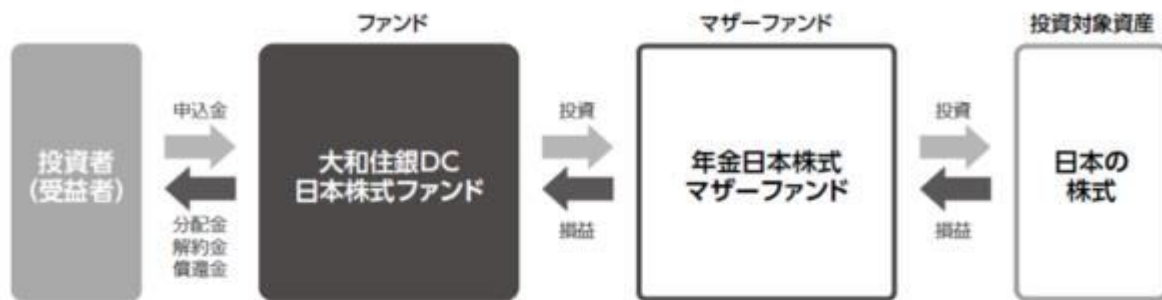 ファンド
マザーファンド
投資対象資産
投資者
(受益者)
申込金
分配金
解約金
償還金
大和住銀DC
日本株式ファンド
投資
損益
年金日本株式
マザーファンド
投資
損益
日本の
株式